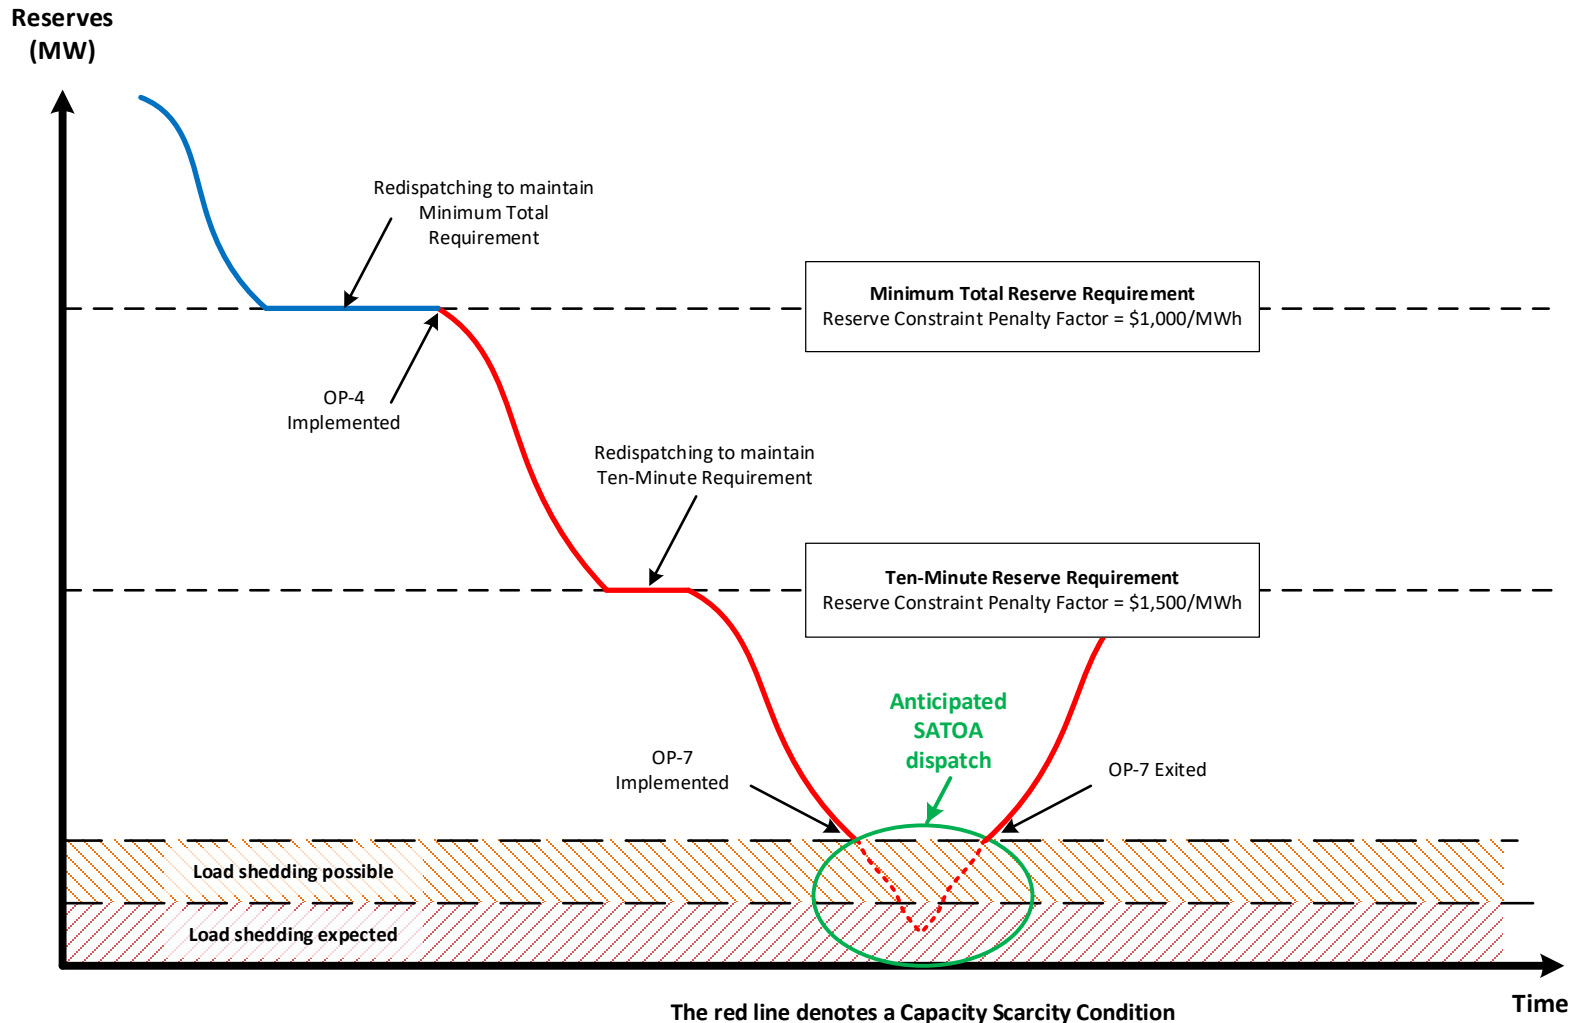 Reserves
(MW)
Redispatching to maintain
Minimum Total
Requirement
Minimum Total Reserve Requirement
Reserve Constraint Penalty Factor = $1,000/MWh
OP-4
Implemented
Redispatching to maintain
Ten-Minute Requirement
Ten-Minute Reserve Requirement
Reserve Constraint Penalty Factor = $1,500/MWh
Anticipated
SATOA
dispatch
OP-7
Implemented
OP-7 Exited
Load shedding possible
Load shedding expected
Time
The red line denotes a Capacity Scarcity Condition